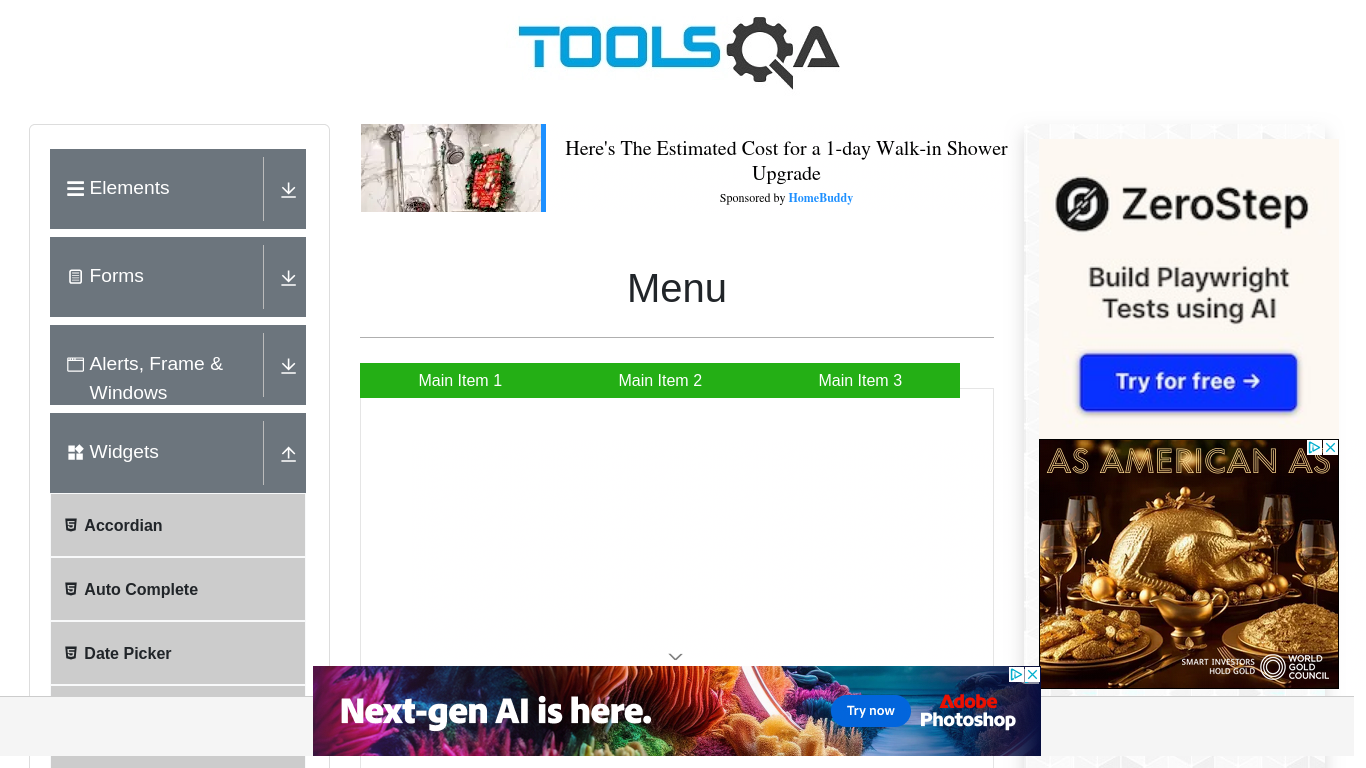 TOOLSQA
Elements
Forms
Alerts, Frame &
Windows
Widgets
Accordian
Auto Complete
Date Picker
Here's The Estimated Cost for a 1-day Walk-in Shower
Upgrade
Sponsored by HomeBuddy
Menu
Main Item 1
Main Item 2
Main Item 3
ZeroStep
Build Playwright
Tests using AI
Try for free →
AS AMERICAN AS
SMART INVESTORS
HOLD GOLD
WORLD
GOLD
COUNCIL
Next-gen AI is here.
Try now
Adobe
Photoshop